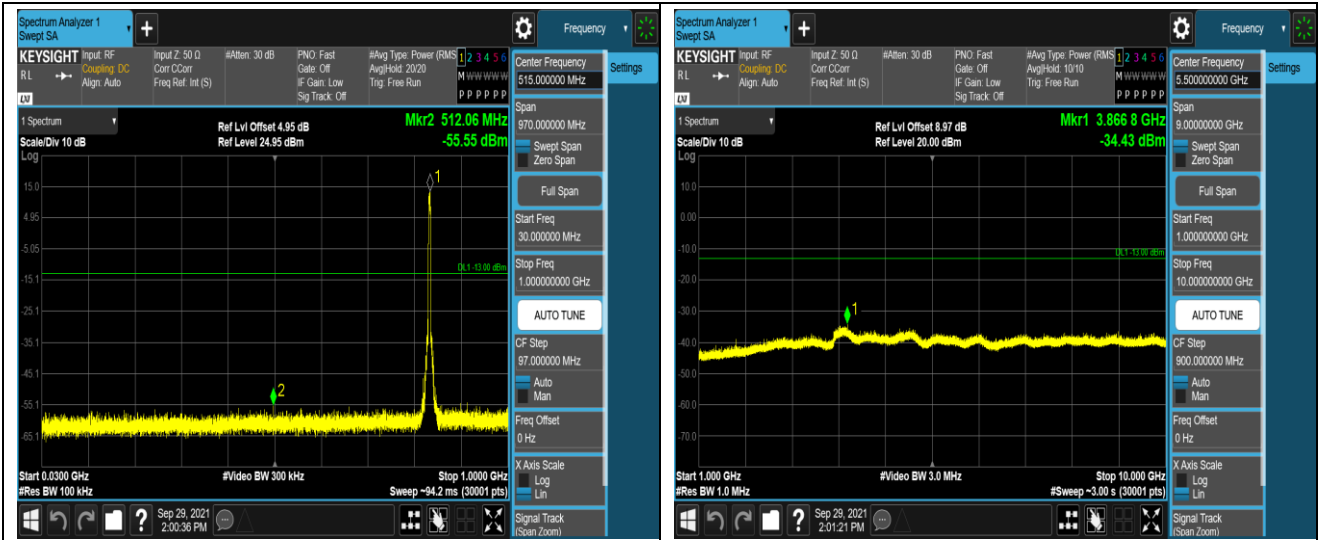 Spectrum Analyzer 1
Swept SA
+
Frequency
KEYSIGHT Input: RF Input Z: 50 Ω #Atten: 30 dB PNO: Fast #Avg Type: Power (RMS 1 2 3 4 5 6
RL Coupling: DC Corr CCorr Gate: Off Avg|Hold: 20/20 M W W W W W
Align: Auto Freq Ref: Int (S) IF Gain: Low Trig: Free Run
Sig Track: Off P P P P P P
LXI
Center Frequency
515.000000 MHz
Settings
Span
970.000000 MHz
Swept Span
Zero Span
Full Span
Start Freq
30.000000 MHz
Stop Freq
1.000000000 GHz
AUTO TUNE
CF Step
97.000000 MHz
Auto
Man
Freq Offset
0 Hz
X Axis Scale
Log
Lin
Signal Track
(Span Zoom)
1 Spectrum
Scale/Div 10 dB
Log
Ref Lvl Offset 4.95 dB
Ref Level 24.95 dBm
Mkr2 512.06 MHz
-55.55 dBm
1
15.0
4.95
-5.05
DL1 -13.00 dBm
-15.1
-25.1
-35.1
-45.1
2
-55.1
-65.1
Start 0.0300 GHz #Video BW 300 kHz Stop 1.0000 GHz
#Res BW 100 kHz Sweep ~94.2 ms (30001 pts)
?
Sep 29, 2021
2:00:36 PM
Spectrum Analyzer 1
Swept SA
+
Frequency
KEYSIGHT Input: RF Input Z: 50 Ω #Atten: 30 dB PNO: Fast #Avg Type: Power (RMS 1 2 3 4 5 6
RL Coupling: DC Corr CCorr Gate: Off Avg|Hold: 10/10 M W W W W W
Align: Auto Freq Ref: Int (S) IF Gain: Low Trig: Free Run
Sig Track: Off P P P P P P
LXI
Center Frequency
5.500000000 GHz
Settings
Span
9.00000000 GHz
Swept Span
Zero Span
Full Span
Start Freq
1.000000000 GHz
Stop Freq
10.000000000 GHz
AUTO TUNE
CF Step
900.000000 MHz
Auto
Man
Freq Offset
0 Hz
X Axis Scale
Log
Lin
Signal Track
(Span Zoom)
1 Spectrum
Scale/Div 10 dB
Log
Ref Lvl Offset 8.97 dB
Ref Level 20.00 dBm
Mkr1 3.866 8 GHz
-34.43 dBm
10.0
0.00
-10.0
DL1 -13.00 dBm
-20.0
-30.0
1
-40.0
-50.0
-60.0
-70.0
Start 1.000 GHz #Video BW 3.0 MHz Stop 10.000 GHz
#Res BW 1.0 MHz #Sweep ~3.00 s (30001 pts)
?
Sep 29, 2021
2:01:21 PM